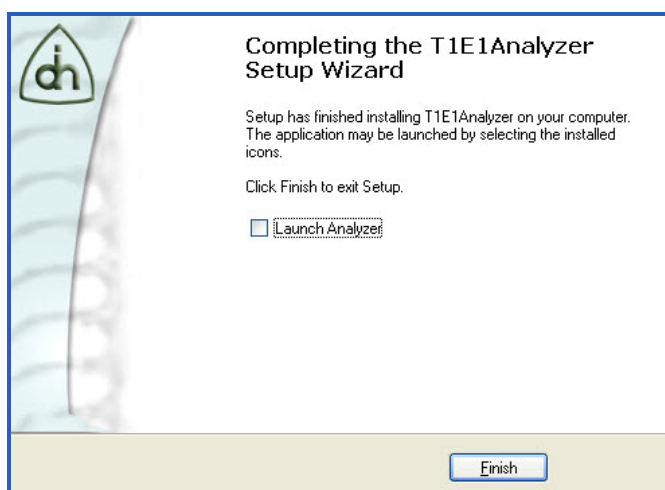 dh
Completing the T1E1Analyzer
Setup Wizard
Setup has finished installing T1E1Analyzer on your computer.
The application may be launched by selecting the installed
icons.
Click Finish to exit Setup.
Launch Analyzer
Finish